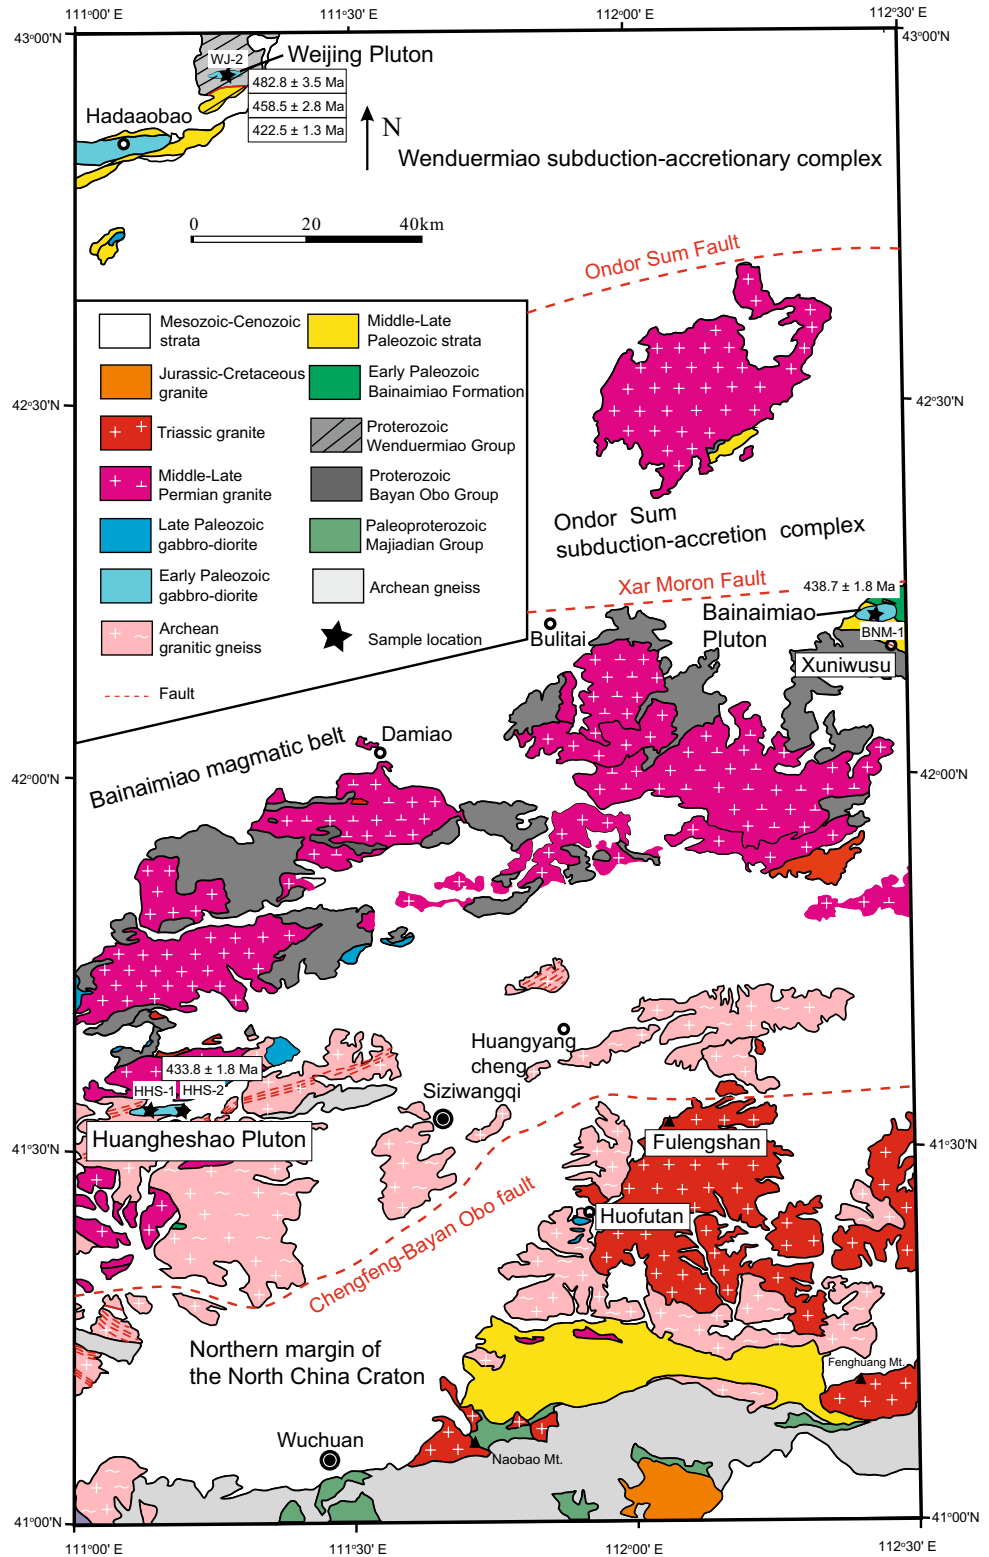 111°00' E
111°30' E
112°00' E
112°30' E
43°00'N
43°00'N
WJ-2
Weijing Pluton
482.8 ± 3.5 Ma
458.5 ± 2.8 Ma
422.5 ± 1.3 Ma
Hadaaobao
N
Wenduermiao subduction-accretionary complex
0
20
40km
Ondor Sum Fault
Mesozoic-Cenozoic
strata
Middle-Late
Paleozoic strata
Jurassic-Cretaceous
granite
Early Paleozoic
Bainaimiao Formation
Triassic granite
Proterozoic
Wenduermiao Group
Middle-Late
Permian granite
Proterozoic
Bayan Obo Group
Late Paleozoic
gabbro-diorite
Paleoproterozoic
Majiadian Group
Early Paleozoic
gabbro-diorite
Archean gneiss
Archean
granitic gneiss
Sample location
Fault
42°30'N
42°30'N
Ondor Sum
subduction-accretion complex
Xar Moron Fault
438.7 ± 1.8 Ma
Bainaimiao
Pluton
BNM-1
Bulitai
Xuniwusu
Damiao
Bainaimiao magmatic belt
42°00'N
42°00'N
Huangyang
cheng
Siziwangqi
433.8 ± 1.8 Ma
HHS-1
HHS-2
Huangheshao Pluton
41°30'N
41°30'N
Fulengshan
Huofutan
Chengfeng-Bayan Obo fault
Northern margin of
the North China Craton
Fenghuang Mt.
Wuchuan
Naobao Mt.
41°00'N
41°00'N
111°00' E
111°30' E
112°00' E
112°30' E